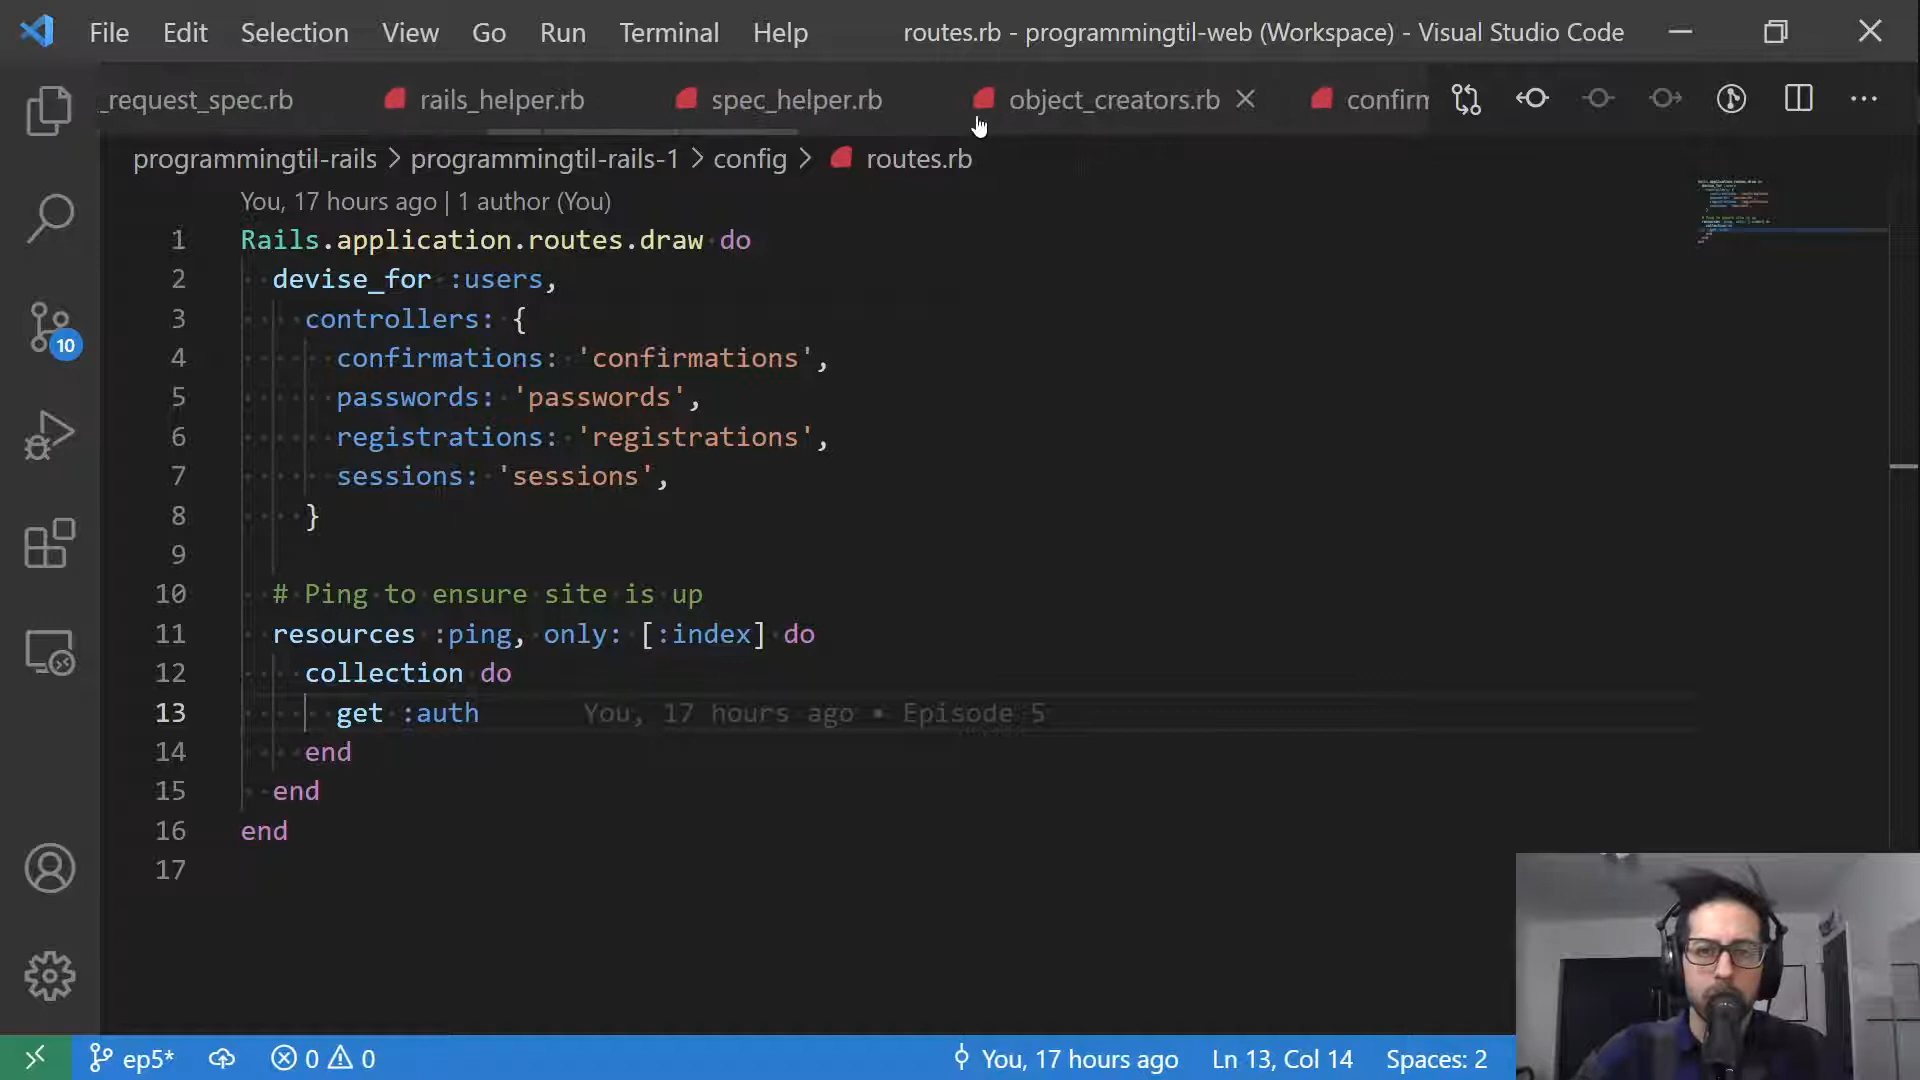 File Edit Selection View Go Run Terminal Help routes.rb - programmingtil-web (Workspace) - Visual Studio Code
_request_spec.rb rails_helper.rb spec_helper.rb object_creators.rb confirm
programmingtil-rails > programmingtil-rails-1 > config > routes.rb
You, 17 hours ago | 1 author (You)
1 Rails.application.routes.draw do
2 devise_for :users,
3 controllers: {
4 confirmations: 'confirmations',
5 passwords: 'passwords',
6 registrations: 'registrations',
7 sessions: 'sessions',
8 }
9
10 # Ping to ensure site is up
11 resources :ping, only: [:index] do
12 collection do
13 get :auth You, 17 hours ago • Episode 5
14 end
15 end
16 end
17
10
ep5* 0 0 You, 17 hours ago Ln 13, Col 14 Spaces: 2